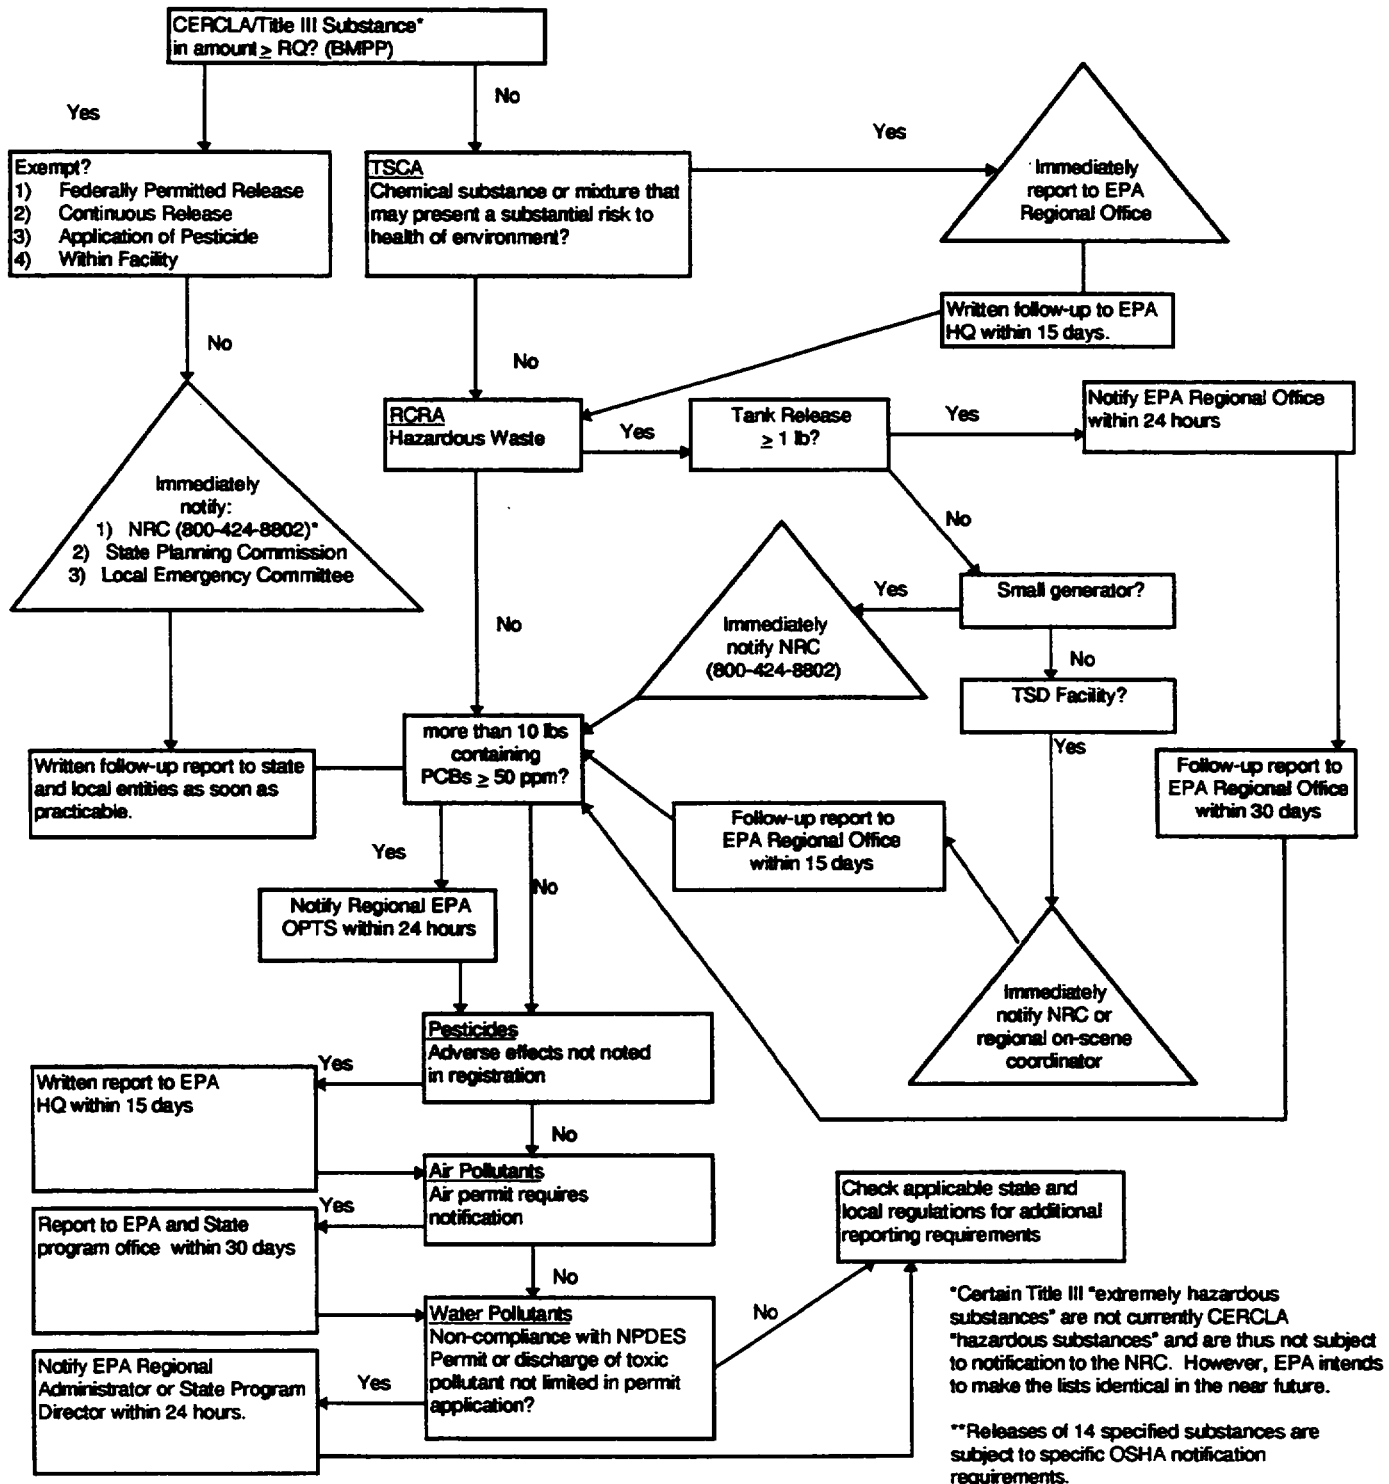 CERCLA/Title III Substance*
in amount ≥ RQ? (BMPP)
Yes
No
Yes
Exempt?
1) Federally Permitted Release
2) Continuous Release
3) Application of Pesticide
4) Within Facility
TSCA
Chemical substance or mixture that
may present a substantial risk to
health of environment?
Immediately
report to EPA
Regional Office
Written follow-up to EPA
HQ within 15 days.
No
No
RCRA
Hazardous Waste
Yes
Tank Release
≥ 1 lb?
Yes
Notify EPA Regional Office
within 24 hours
Immediately
notify:
1) NRC (800-424-8802)*
2) State Planning Commission
3) Local Emergency Committee
No
No
Yes
Small generator?
Immediately
notify NRC
(800-424-8802)
No
TSD Facility?
Yes
more than 10 lbs
containing
PCBs ≥ 50 ppm?
Written follow-up report to state
and local entities as soon as
practicable.
Follow-up report to
EPA Regional Office
within 30 days
Follow-up report to
EPA Regional Office
within 15 days
Yes
No
Notify Regional EPA
OPTS within 24 hours
Immediately
notify NRC or
regional on-scene
coordinator
Pesticides
Adverse effects not noted
in registration
Yes
Written report to EPA
HQ within 15 days
No
Air Pollutants
Air permit requires
notification
Yes
Report to EPA and State
program office within 30 days
Check applicable state and
local regulations for additional
reporting requirements
No
Water Pollutants
Non-compliance with NPDES
Permit or discharge of toxic
pollutant not limited in permit
application?
No
Yes
Notify EPA Regional
Administrator or State Program
Director within 24 hours.
*Certain Title III "extremely hazardous
substances" are not currently CERCLA
"hazardous substances" and are thus not subject
to notification to the NRC. However, EPA intends
to make the lists identical in the near future.
**Releases of 14 specified substances are
subject to specific OSHA notification
requirements.